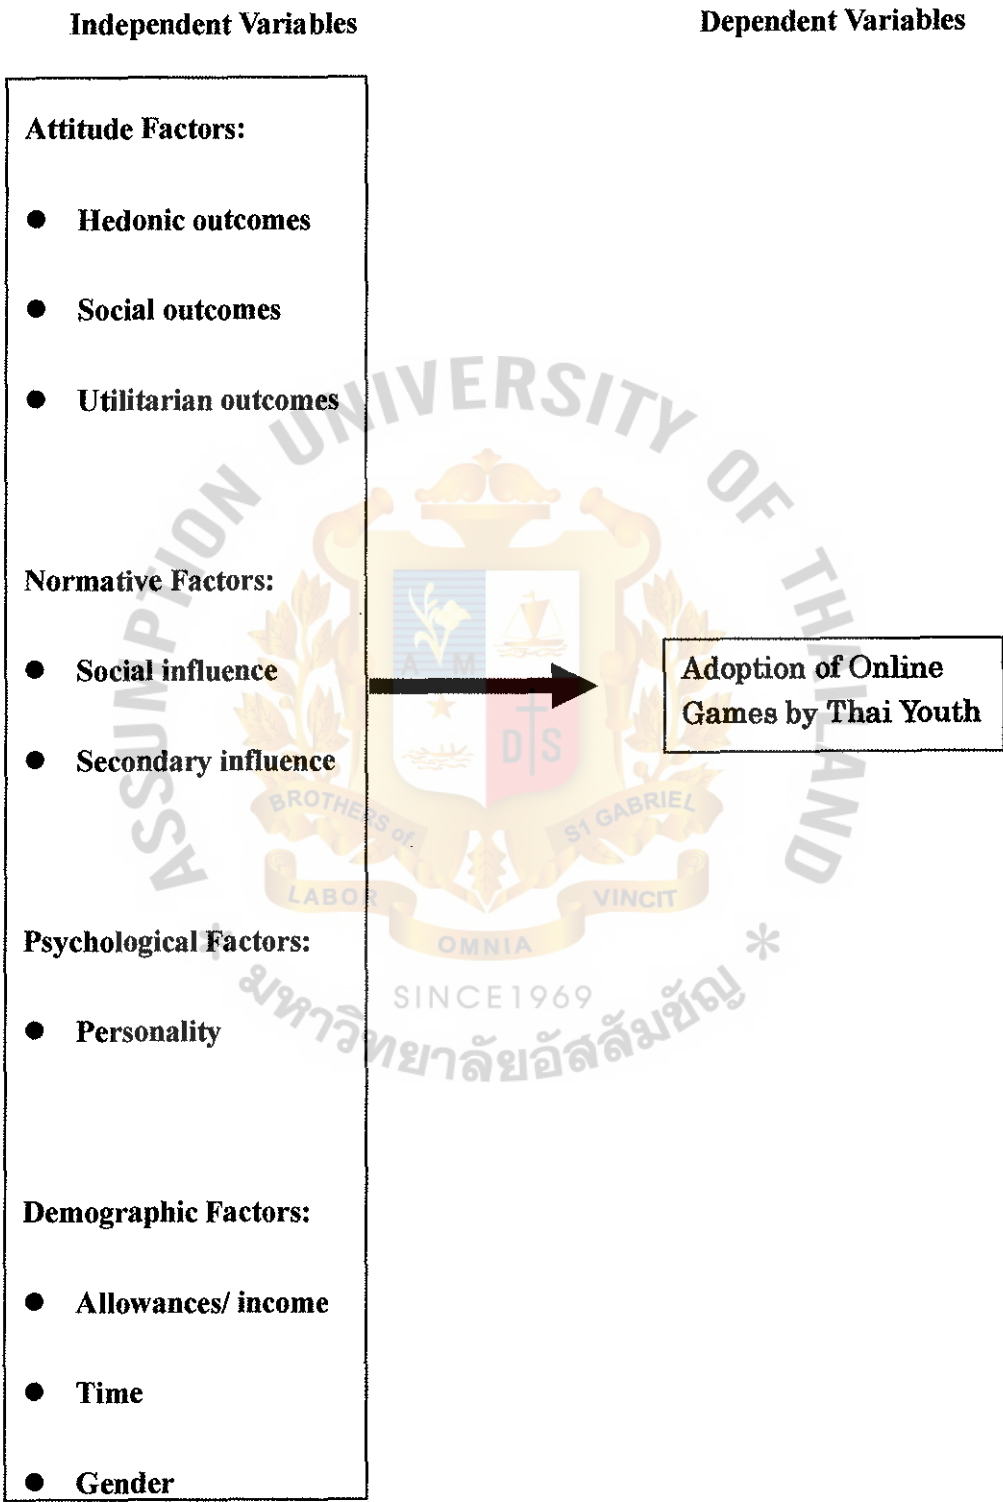 Independent Variables
Dependent Variables
Attitude Factors:
● Hedonic outcomes
● Social outcomes
● Utilitarian outcomes
Normative Factors:
● Social influence
● Secondary influence
Psychological Factors:
● Personality
Demographic Factors:
● Allowances/ income
● Time
● Gender
Adoption of Online
Games by Thai Youth
ASSUMPTION UNIVERSITY OF THAILAND
A M
D S
BROTHERS of
ST GABRIEL
LABOR
OMNIA
VINCIT
SINCE1969
* มหาวิทยาลัยอัสสัมชัญ *